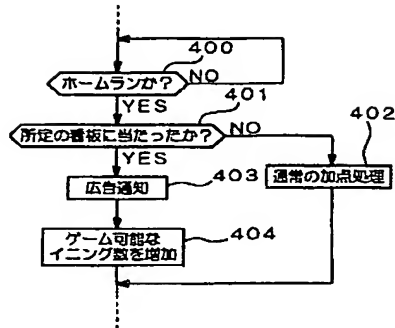 400
ホームランか?
NO
YES
401
所定の看板に当たったか?
NO
402
YES
広告通知
403
通常の加点処理
ゲーム可能な
イニング数を増加
404